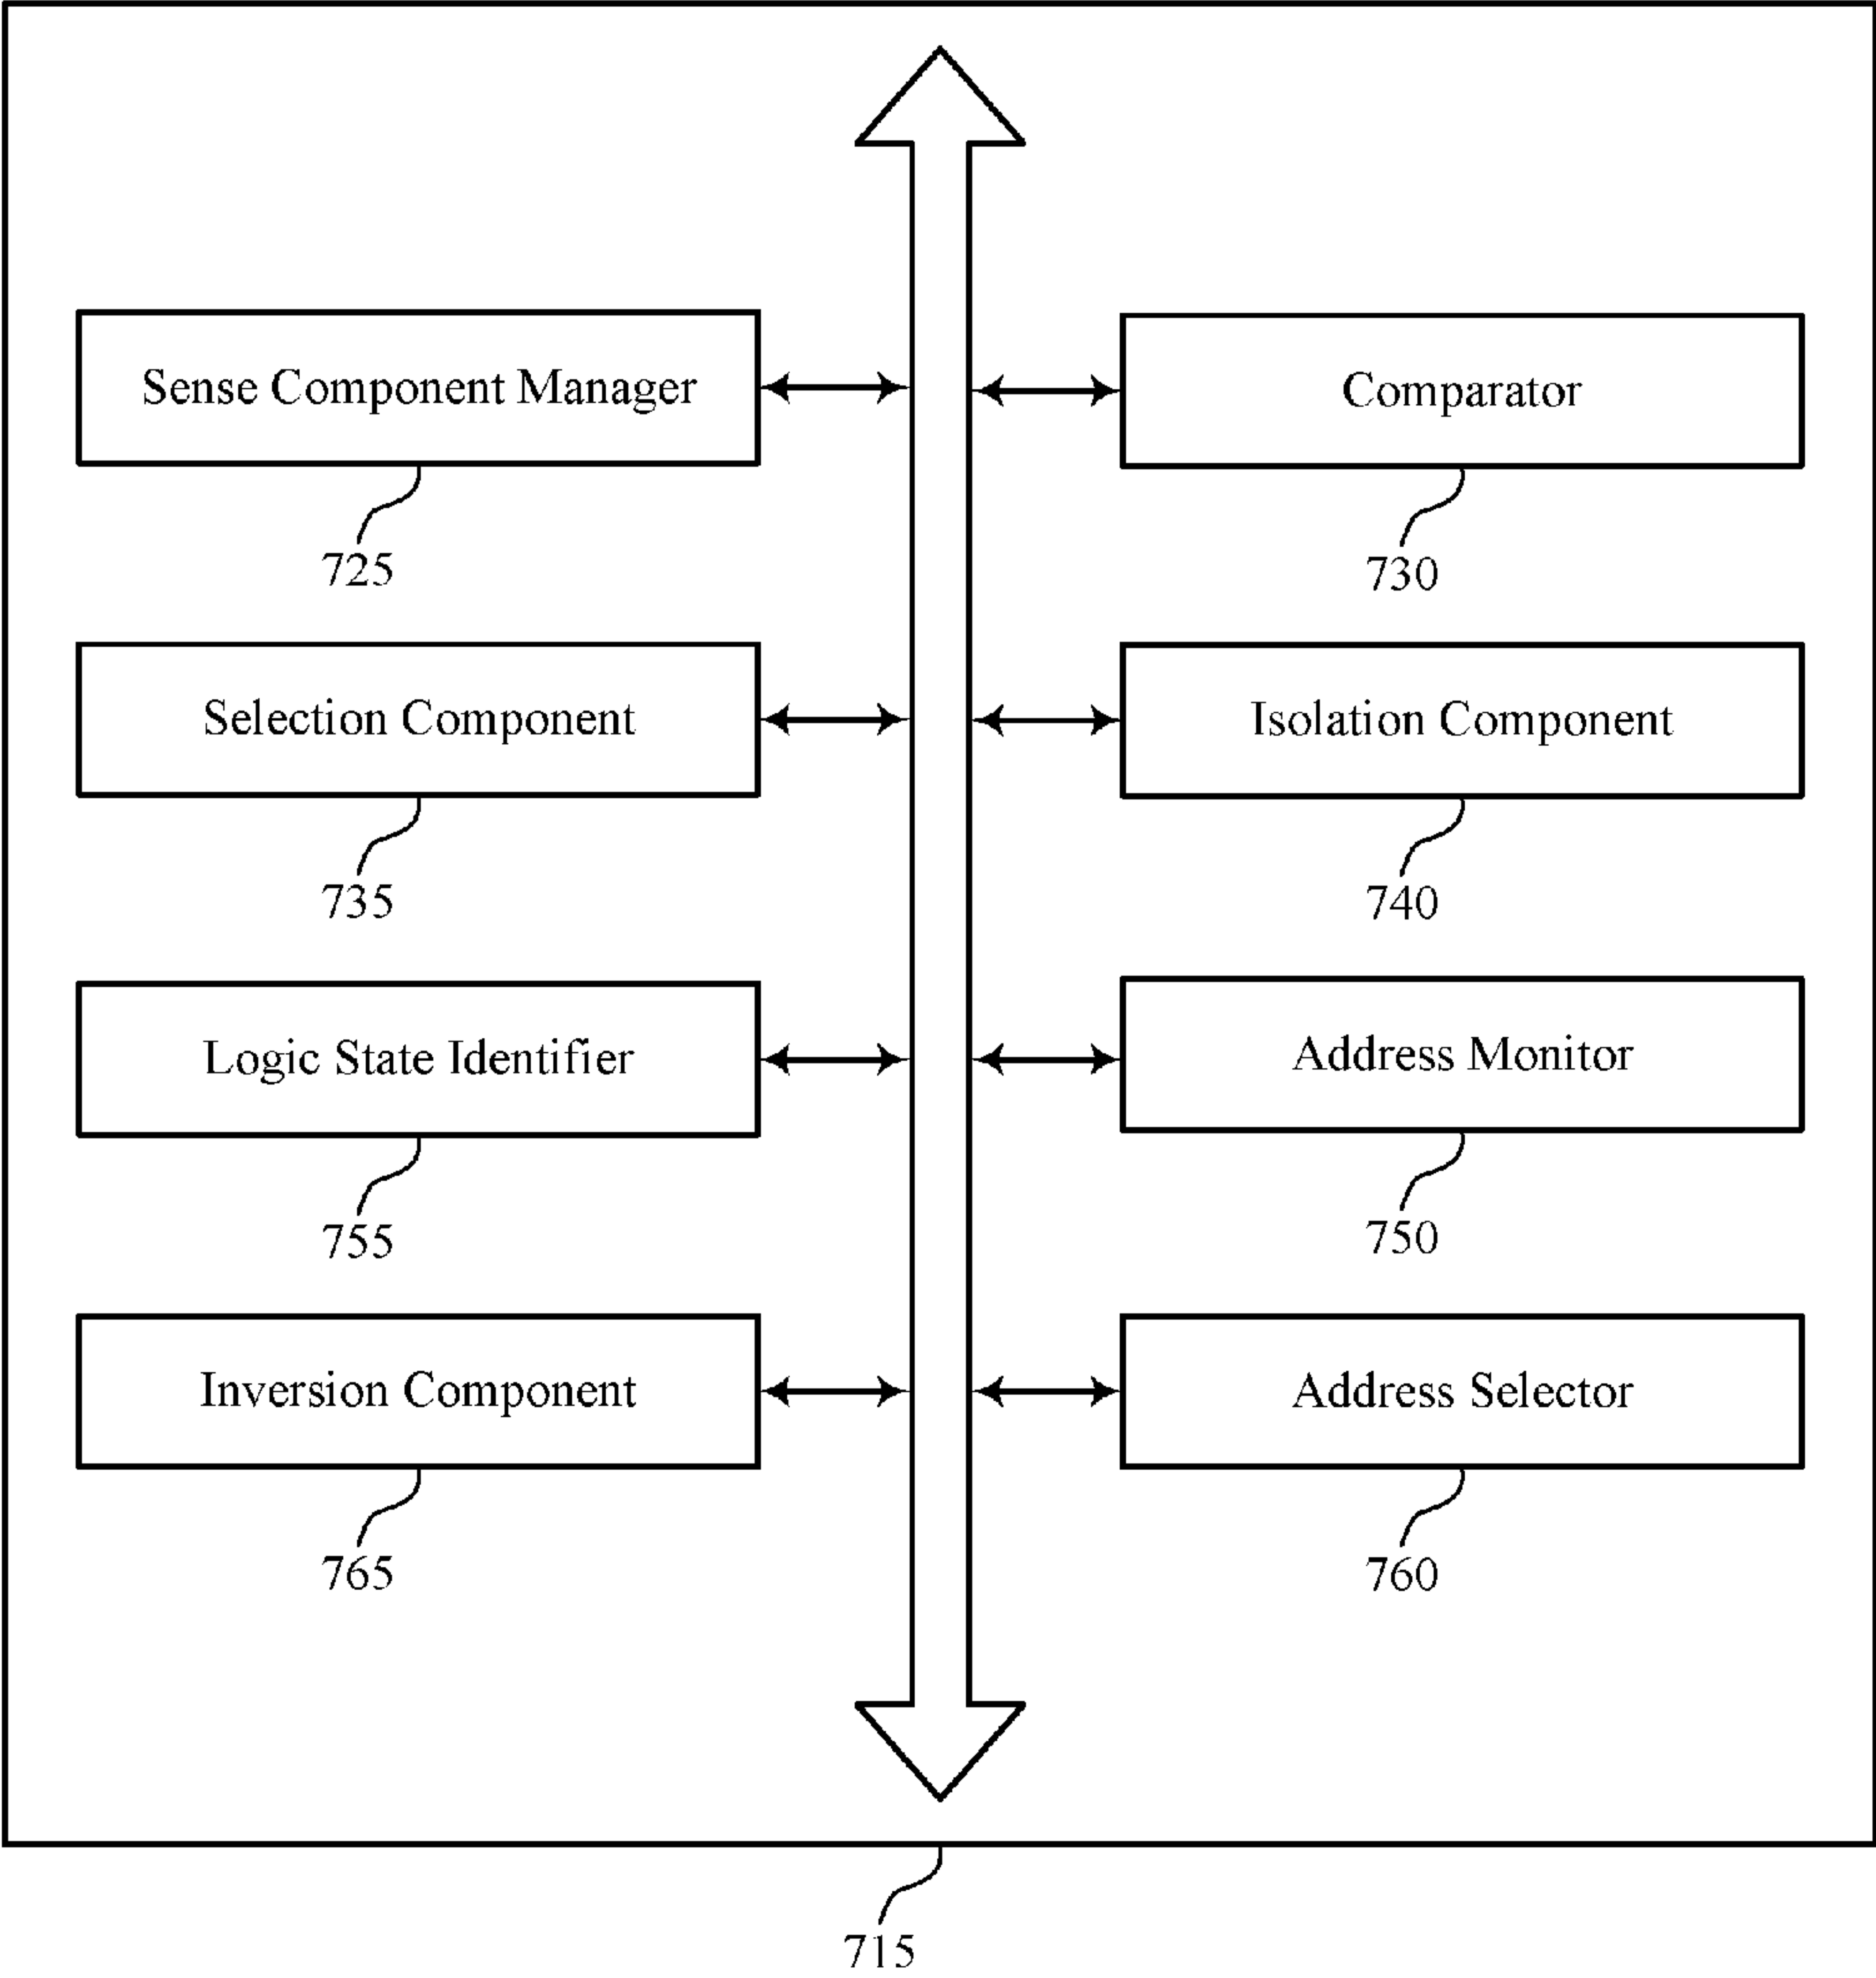 Sense Component Manager
Comparator
725
730
Selection Component
Isolation Component
735
740
Logic State Identifier
Address Monitor
755
750
Inversion Component
Address Selector
765
760
715